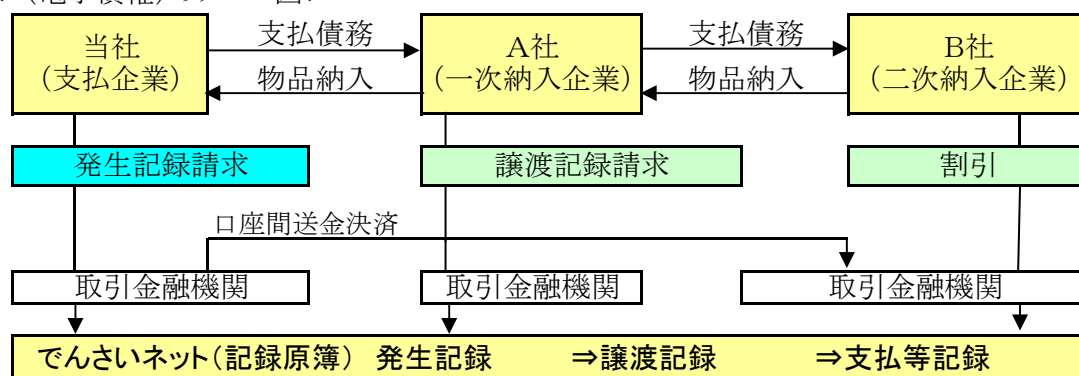 当社
(支払企業)
支払債務
物品納入
A社
(一次納入企業)
支払債務
物品納入
B社
(二次納入企業)
発生記録請求
譲渡記録請求
割引
口座間送金決済
取引金融機関
取引金融機関
取引金融機関
でんさいネット(記録原簿) 発生記録 ⇒譲渡記録 ⇒支払等記録